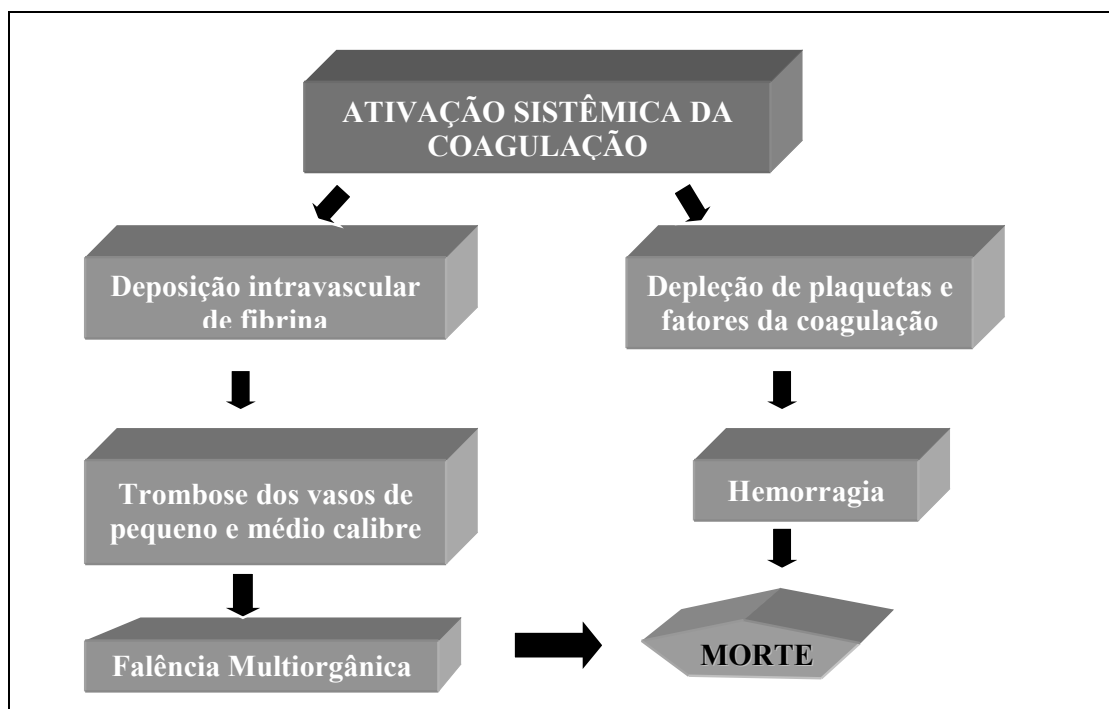 ATIVAÇÃO SISTÊMICA DA
COAGULAÇÃO
Deposição intravascular
de fibrina
Depleção de plaquetas e
fatores da coagulação
Trombose dos vasos de
pequeno e médio calibre
Hemorragia
Falência Multiorgânica
MORTE